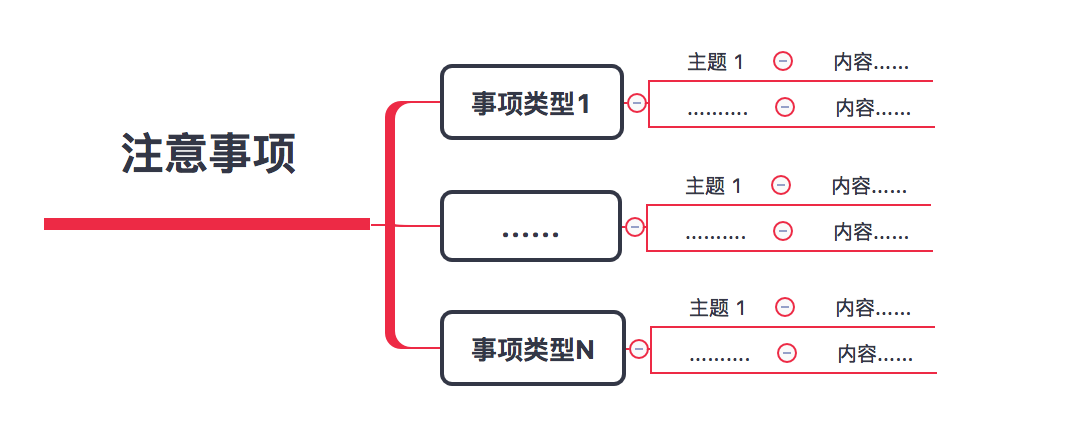 注意事项
事项类型1
主题 1 内容……
………. 内容……
……
主题 1 内容……
………. 内容……
事项类型N
主题 1 内容……
………. 内容……